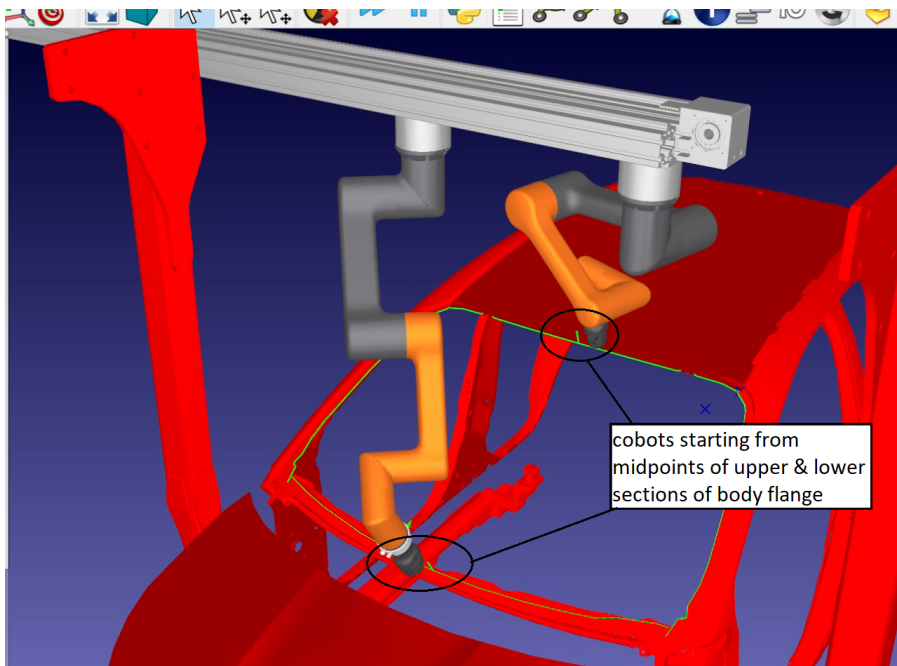 cobots starting from
midpoints of upper & lower
sections of body flange